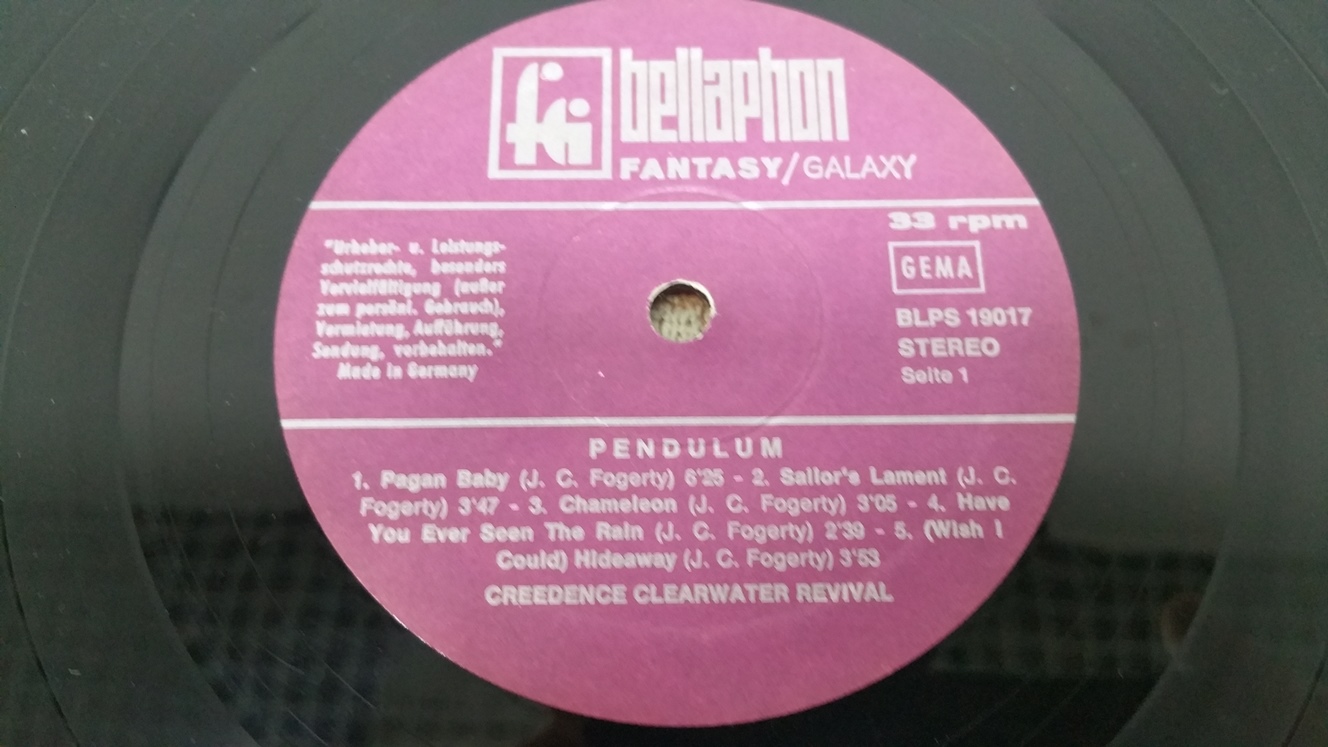 fgi
bellaphon
FANTASY/GALAXY
33 rpm
GEMA
BLPS 19017
STEREO
Seite 1
"Urheber- u. Leistungs-
schutzrechte, besonders
Vervielfältigung (außer
zum persönl. Gebrauch),
Vermietung, Aufführung,
Sendung, vorbehalten."
Made in Germany
PENDULUM
1. Pagan Baby (J. C. Fogerty) 6'25 - 2. Sailor's Lament (J. C.
Fogerty) 3'47 - 3. Chameleon (J. C. Fogerty) 3'05 - 4. Have
You Ever Seen The Rain (J. C. Fogerty) 2'39 - 5. (Wish I
Could) Hideaway (J. C. Fogerty) 3'53
CREEDENCE CLEARWATER REVIVAL